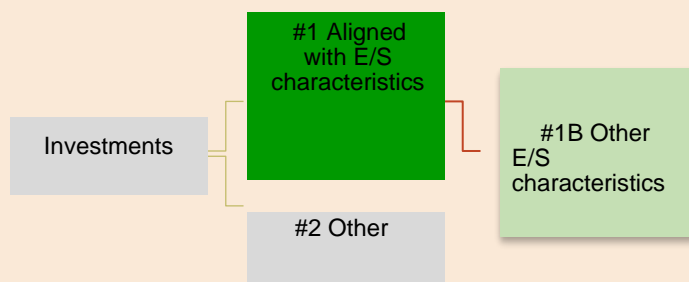 Investments
#1 Aligned
with E/S
characteristics
#2 Other
#1B Other
E/S
characteristics